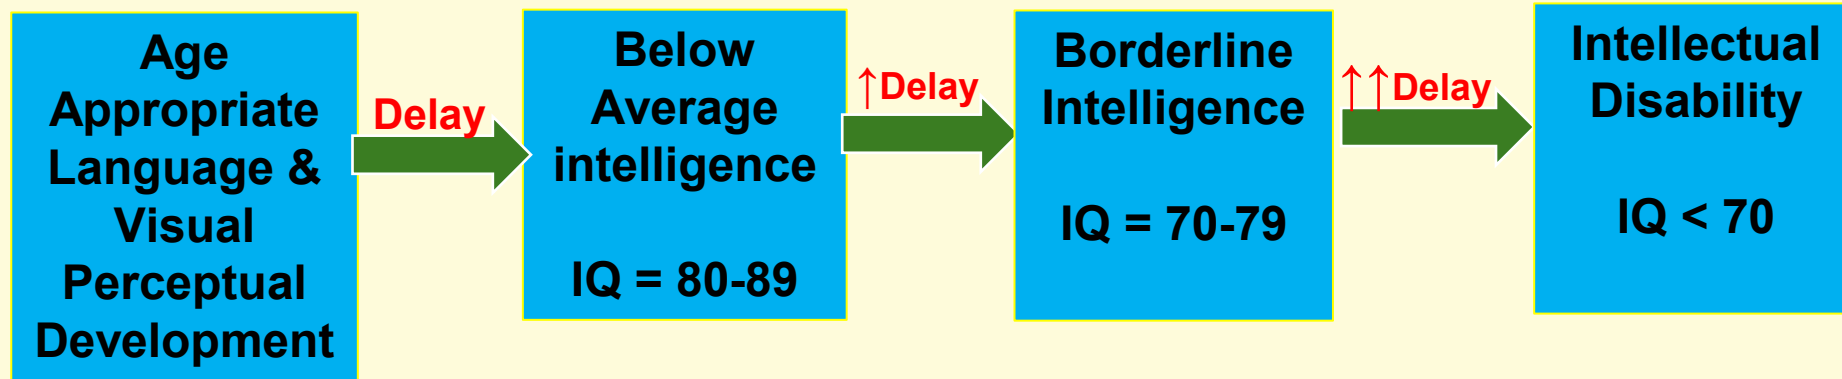 Age
Appropriate
Language &
Visual
Perceptual
Development
Delay
Below
Average
intelligence
IQ = 80-89
↑Delay
Borderline
Intelligence
IQ = 70-79
↑↑Delay
Intellectual
Disability
IQ < 70